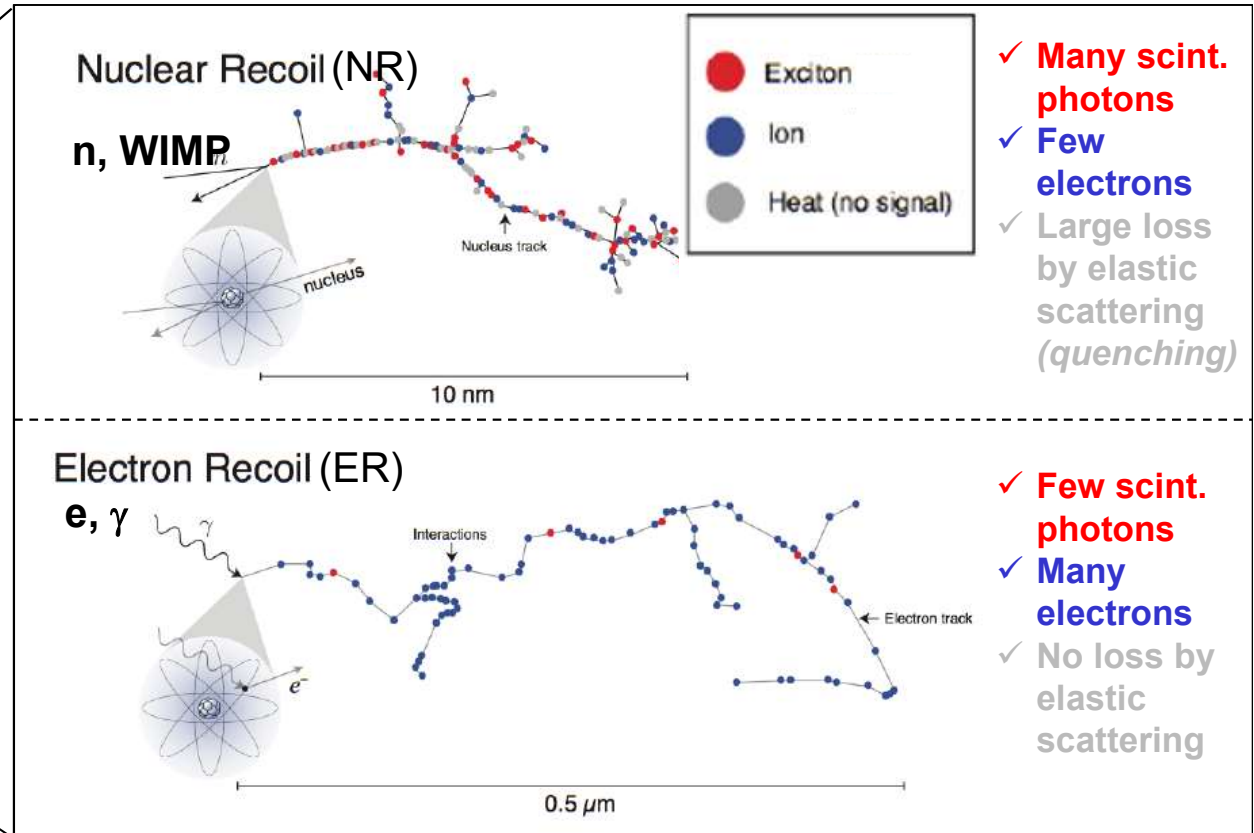 Nuclear Recoil (NR)
n, WIMP
n
Nucleus track
nucleus
10 nm
Exciton
Ion
Heat (no signal)
✓ Many scint.
photons
✓ Few
electrons
✓ Large loss
by elastic
scattering
(quenching)
Electron Recoil (ER)
e, γ
γ
Interactions
Electron track
e⁻
0.5 μm
✓ Few scint.
photons
✓ Many
electrons
✓ No loss by
elastic
scattering